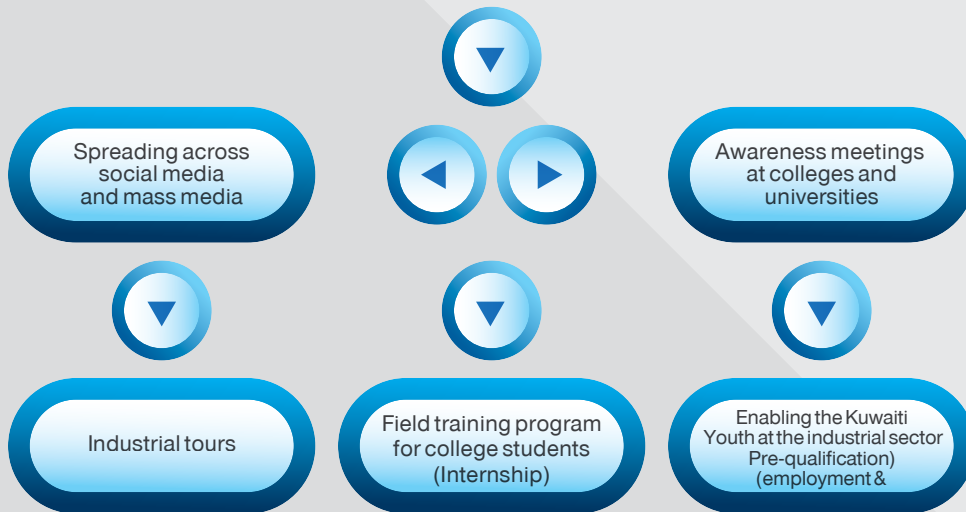 Spreading across
social media
and mass media
Awareness meetings
at colleges and
universities
Industrial tours
Field training program
for college students
(Internship)
Enabling the Kuwaiti
Youth at the industrial sector
Pre-qualification)
(employment &